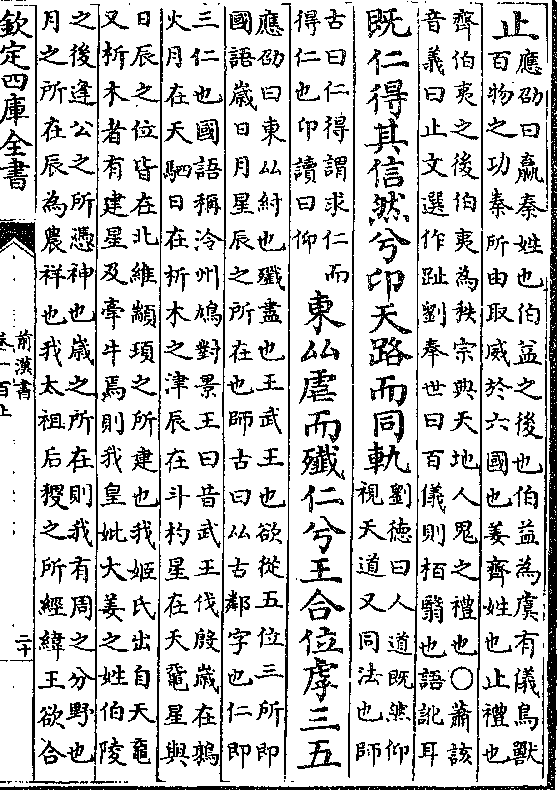 止應劭曰嬴秦姓也伯益之後也伯益為虞有儀鳥獸
百物之功秦所由取威於六國也姜齊姓也止禮也
齊伯夷之後伯夷為秩宗典天地人鬼之禮也○蕭該
音義曰止文選作趾劉奉世曰百儀則栢翳也語訛耳
既仁得其信然兮卬天路而同軌劉德曰人道既然仰
視天道又同法也師
古曰仁得謂求仁而
得仁也卬讀曰仰
東厸虐而殲仁兮王合位虖三五
應劭曰東厸紂也殲盡也王武王也欲從五位三所即
國語歲日月星辰之所在也師古曰厸古鄰字也仁即
三仁也國語稱泠州鳩對景王曰昔武王伐殷歲在鶉
火月在天駟日在析木之津辰在斗杓星在天黿星與
日辰之位皆在北維顓頊之所建也我姬氏出自天黿
又析木者有建星及牽牛焉則我皇妣大姜之姪伯陵
之後逢公之所憑神也歲之所在則我有周之分野也
月之所在辰為農祥也我太祖后稷之所經緯王欲合
欽定四庫全書
前漢書
卷一百上
二十